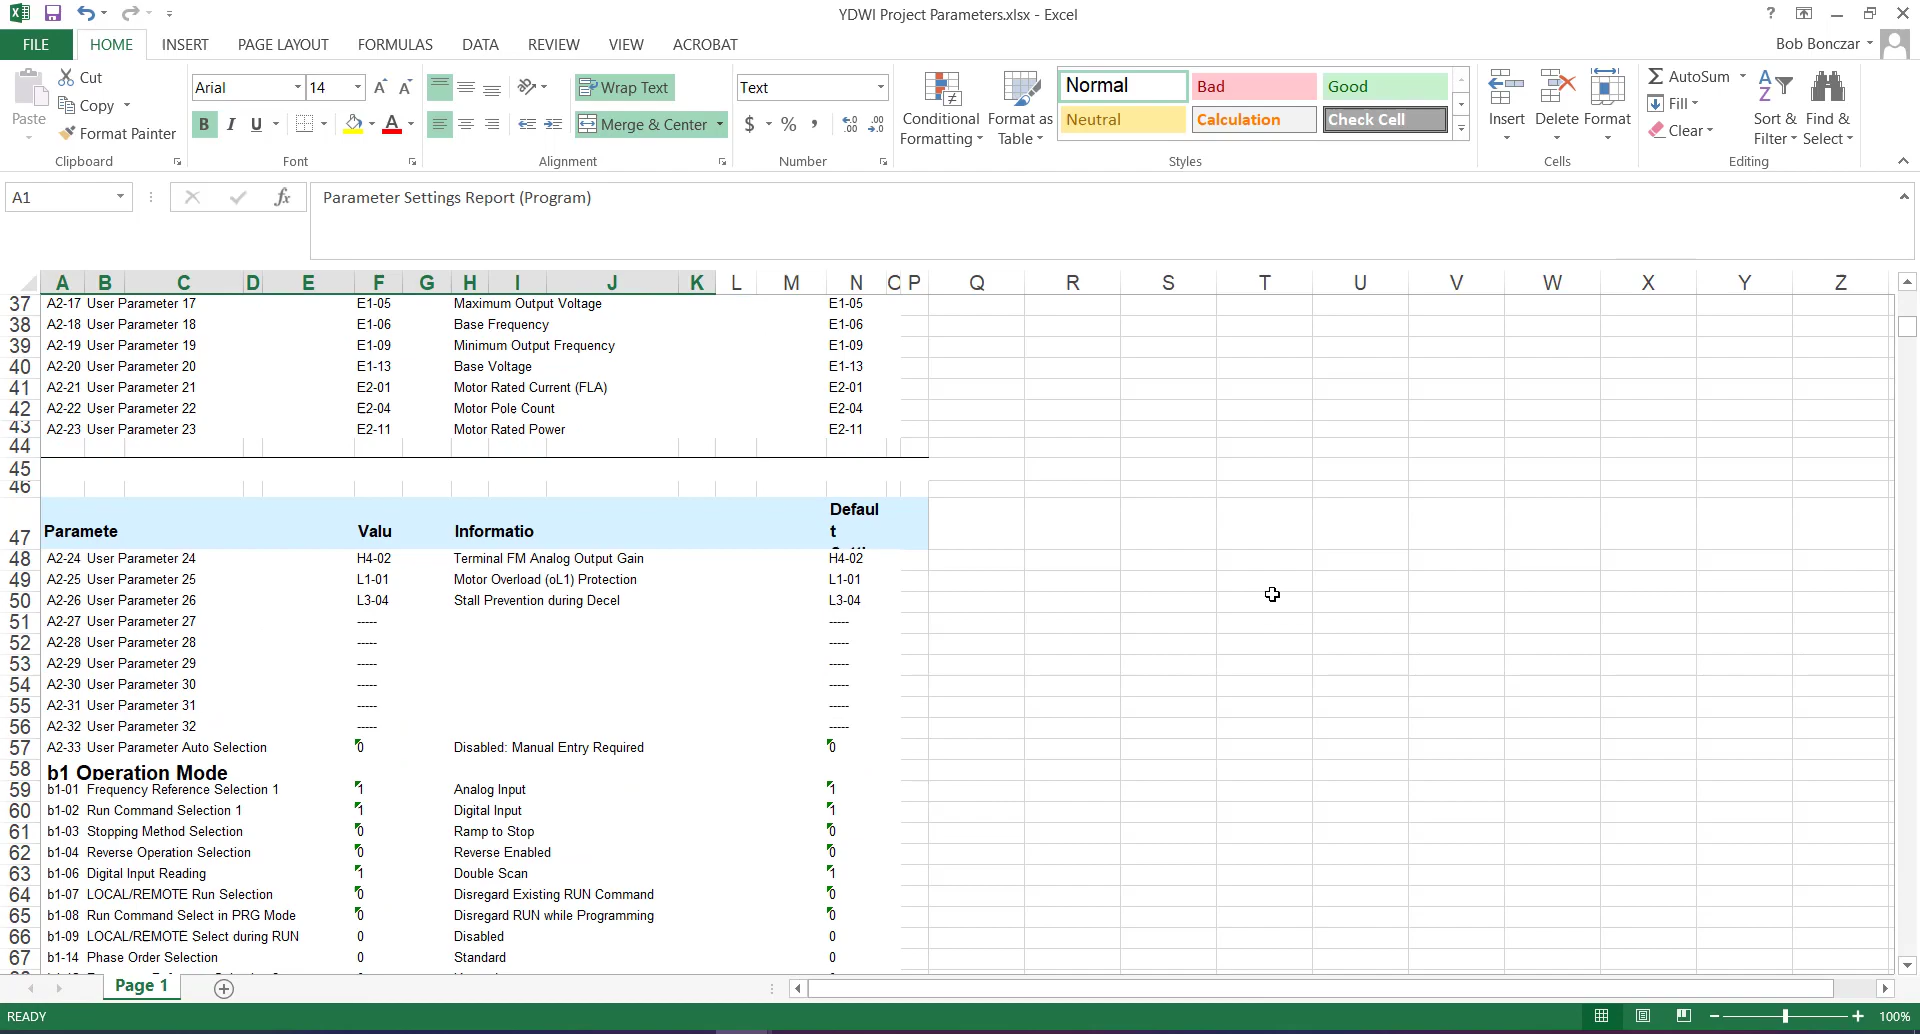 YDWI Project Parameters.xlsx - Excel
?
FILE HOME INSERT PAGE LAYOUT FORMULAS DATA REVIEW VIEW ACROBAT Bob Bonczar
Paste Cut Copy Format Painter Clipboard
Arial 14 B I U A Font
Wrap Text Merge & Center Alignment
Text $ % , Number
Conditional Formatting Format as Table
Normal Bad Good
Neutral Calculation Check Cell
Styles
Insert Delete Format Cells
AutoSum Fill Clear Sort & Filter Find & Select Editing
A1 fx Parameter Settings Report (Program)
A B C D E F G H I J K L M N O P Q R S T U V W X Y Z
37 A2-17 User Parameter 17 E1-05 Maximum Output Voltage E1-05
38 A2-18 User Parameter 18 E1-06 Base Frequency E1-06
39 A2-19 User Parameter 19 E1-09 Minimum Output Frequency E1-09
40 A2-20 User Parameter 20 E1-13 Base Voltage E1-13
41 A2-21 User Parameter 21 E2-01 Motor Rated Current (FLA) E2-01
42 A2-22 User Parameter 22 E2-04 Motor Pole Count E2-04
43 A2-23 User Parameter 23 E2-11 Motor Rated Power E2-11
44
45
46
47 Paramete Valu Informatio Defaul t
48 A2-24 User Parameter 24 H4-02 Terminal FM Analog Output Gain H4-02
49 A2-25 User Parameter 25 L1-01 Motor Overload (oL1) Protection L1-01
50 A2-26 User Parameter 26 L3-04 Stall Prevention during Decel L3-04
51 A2-27 User Parameter 27 ----- -----
52 A2-28 User Parameter 28 ----- -----
53 A2-29 User Parameter 29 ----- -----
54 A2-30 User Parameter 30 ----- -----
55 A2-31 User Parameter 31 ----- -----
56 A2-32 User Parameter 32 ----- -----
57 A2-33 User Parameter Auto Selection 0 Disabled: Manual Entry Required 0
58 b1 Operation Mode
59 b1-01 Frequency Reference Selection 1 1 Analog Input 1
60 b1-02 Run Command Selection 1 1 Digital Input 1
61 b1-03 Stopping Method Selection 0 Ramp to Stop 0
62 b1-04 Reverse Operation Selection 0 Reverse Enabled 0
63 b1-06 Digital Input Reading 1 Double Scan 1
64 b1-07 LOCAL/REMOTE Run Selection 0 Disregard Existing RUN Command 0
65 b1-08 Run Command Select in PRG Mode 0 Disregard RUN while Programming 0
66 b1-09 LOCAL/REMOTE Select during RUN 0 Disabled 0
67 b1-14 Phase Order Selection 0 Standard 0
Page 1
READY 100%